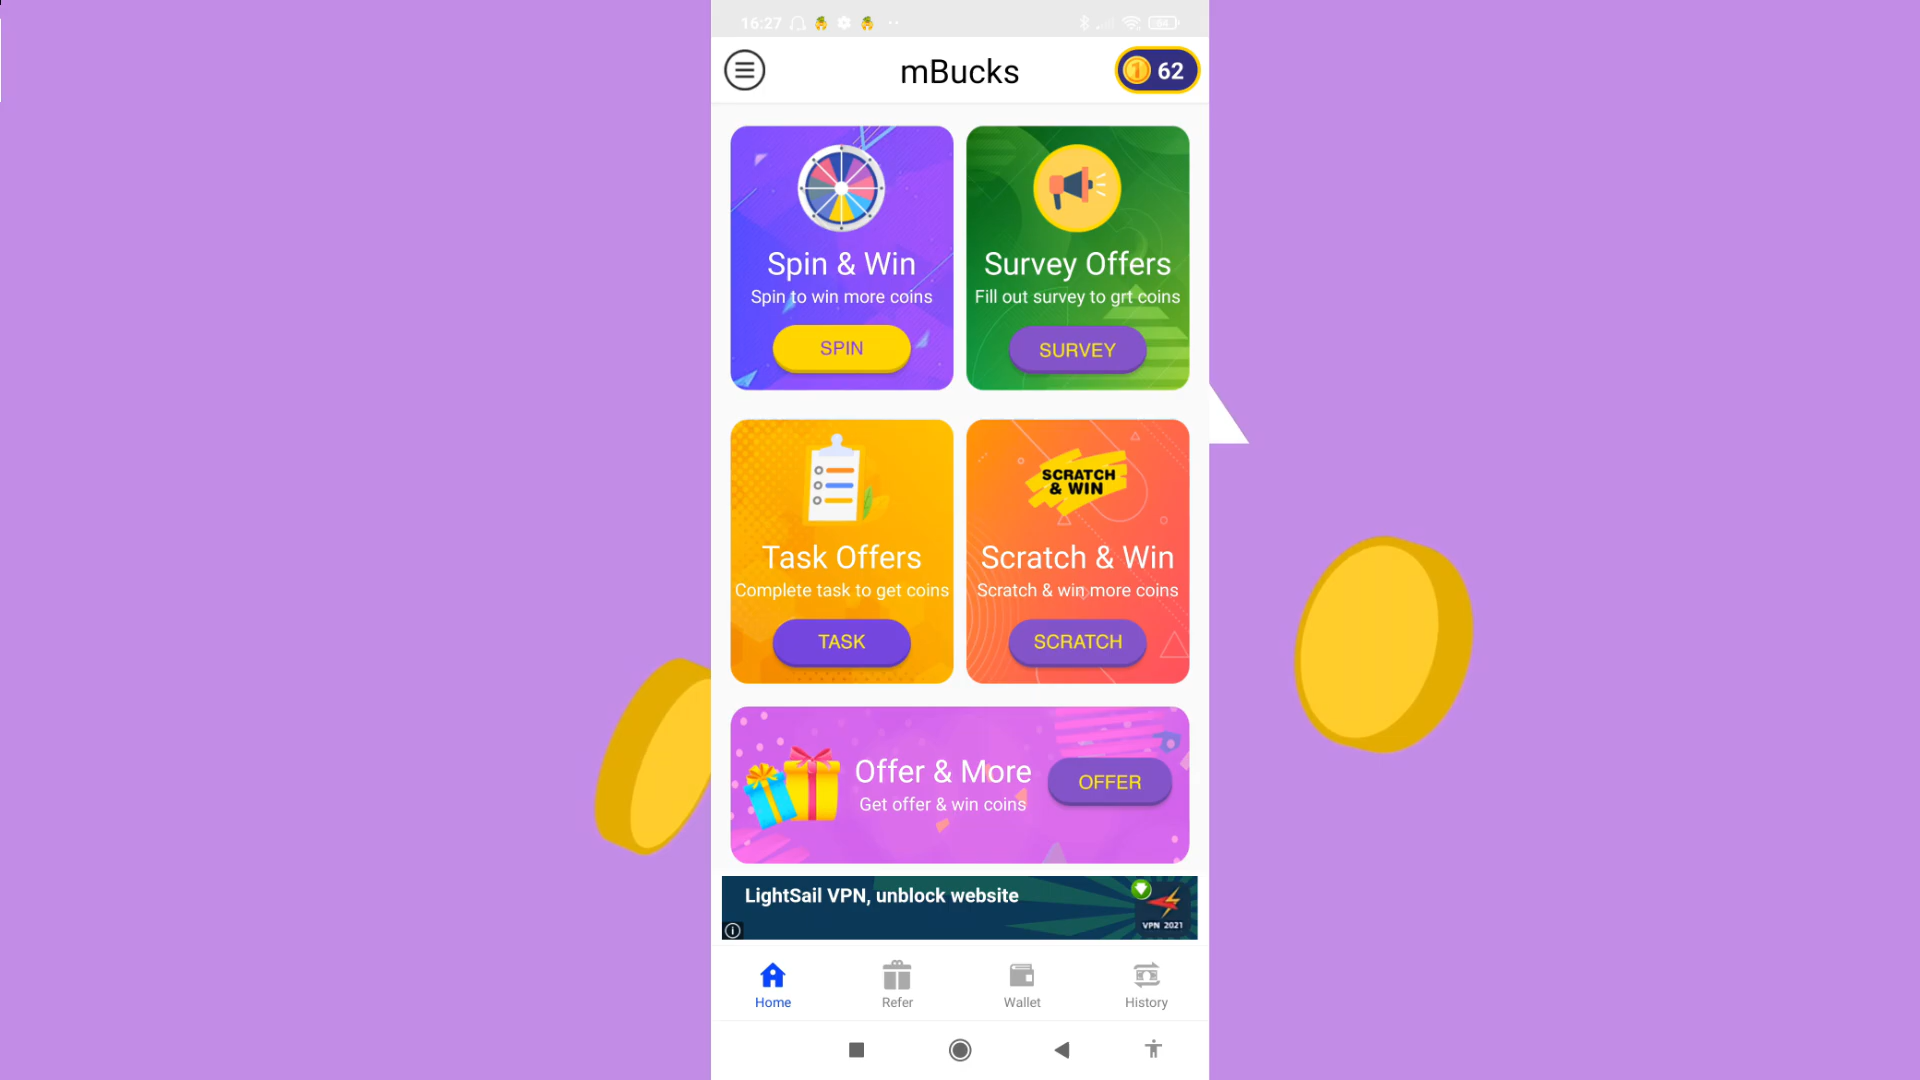 16:27
64
mBucks
1 62
Spin & Win
Spin to win more coins
SPIN
Survey Offers
Fill out survey to grt coins
SURVEY
Task Offers
Complete task to get coins
TASK
SCRATCH
& WIN
Scratch & Win
Scratch & win more coins
SCRATCH
Offer & More
Get offer & win coins
OFFER
LightSail VPN, unblock website
VPN 2021
Home
Refer
Wallet
History